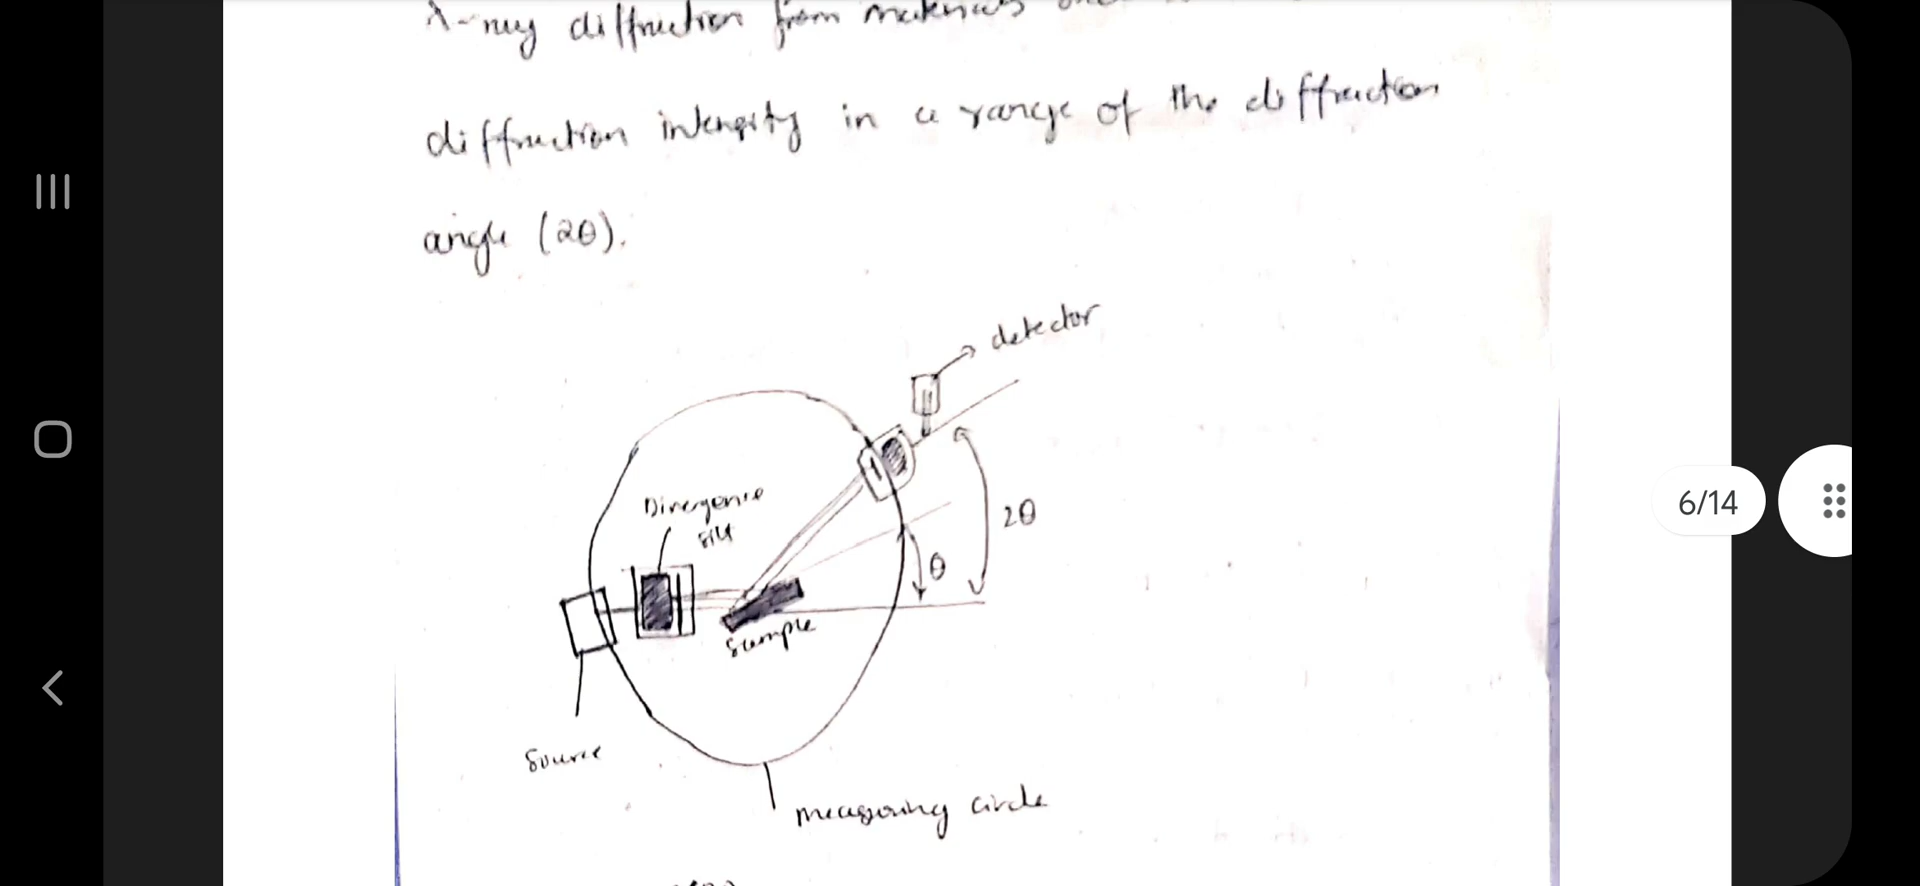 X-ray diffraction from materials
diffraction intensity in a range of the diffraction
angle (2θ).
detector
Divergence
slit
2θ
θ
Sample
Source
measuring circle
6/14